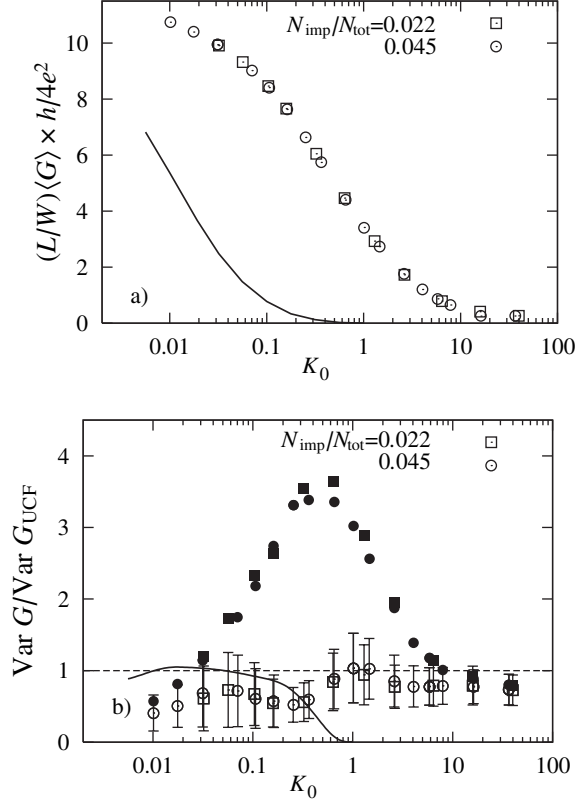 10
8
6
4
2
0
(L/W)⟨G⟩ × h/4e²
N_imp/N_tot=0.022
0.045
a)
0.01 0.1 1 10 100
K₀
4
3
2
1
0
Var G/Var G_UCF
N_imp/N_tot=0.022
0.045
b)
0.01 0.1 1 10 100
K₀